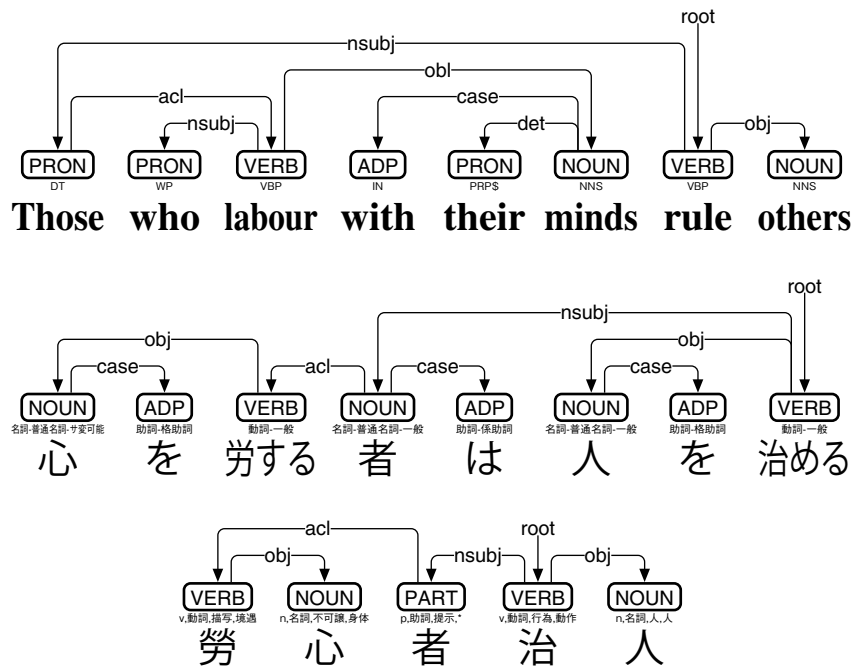 root
nsubj
obl
acl case
nsubj det obj
PRON PRON VERB ADP PRON NOUN VERB NOUN
DT WP VBP IN PRP$ NNS VBP NNS
Those who labour with their minds rule others
root
nsubj
obj obj
case acl case case
NOUN ADP VERB NOUN ADP NOUN ADP VERB
名詞-普通名詞-サ変可能 助詞-格助詞 動詞-一般 名詞-普通名詞-一般 助詞-係助詞 名詞-普通名詞-一般 助詞-格助詞 動詞-一般
心 を 労する 者 は 人 を 治める
acl root
obj nsubj obj
VERB NOUN PART VERB NOUN
v,動詞,描写,境遇 n,名詞,不可譲,身体 p,助詞,提示,* v,動詞,行為,動作 n,名詞,人,人
勞 心 者 治 人